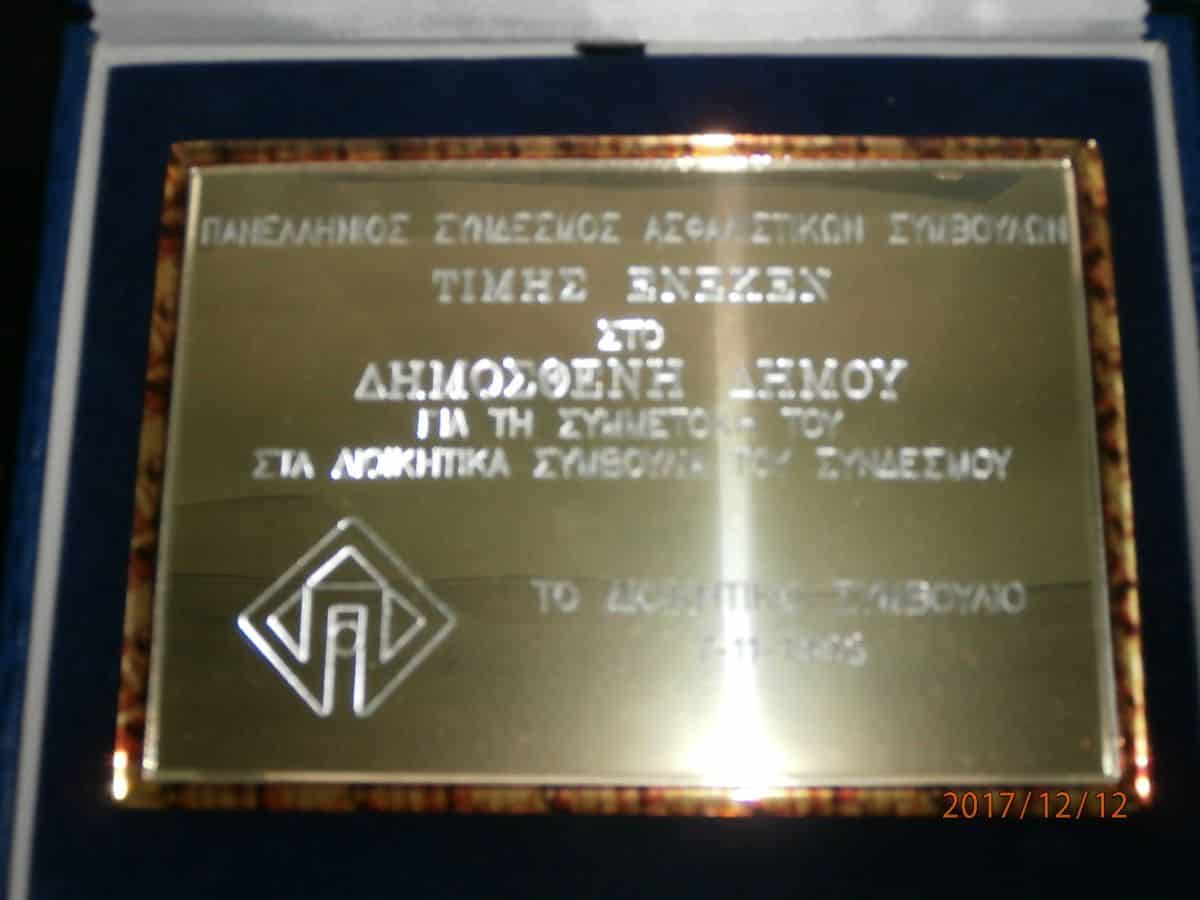 ΠΑΝΕΛΛΗΝΙΟΣ ΣΥΝΔΕΣΜΟΣ ΑΣΦΑΛΙΣΤΙΚΩΝ ΣΥΜΒΟΥΛΩΝ
ΤΙΜΗΣ ΕΝΕΚΕΝ
ΣΤΟ
ΔΗΜΟΣΘΕΝΗ ΔΗΜΟΥ
ΓΙΑ ΤΗ ΣΥΜΜΕΤΟΧΗ ΤΟΥ
ΣΤΑ ΔΙΟΙΚΗΤΙΚΑ ΣΥΜΒΟΥΛΙΑ ΤΟΥ ΣΥΝΔΕΣΜΟΥ
ΤΟ ΔΙΟΙΚΗΤΙΚΟ ΣΥΜΒΟΥΛΙΟ
2017/12/12